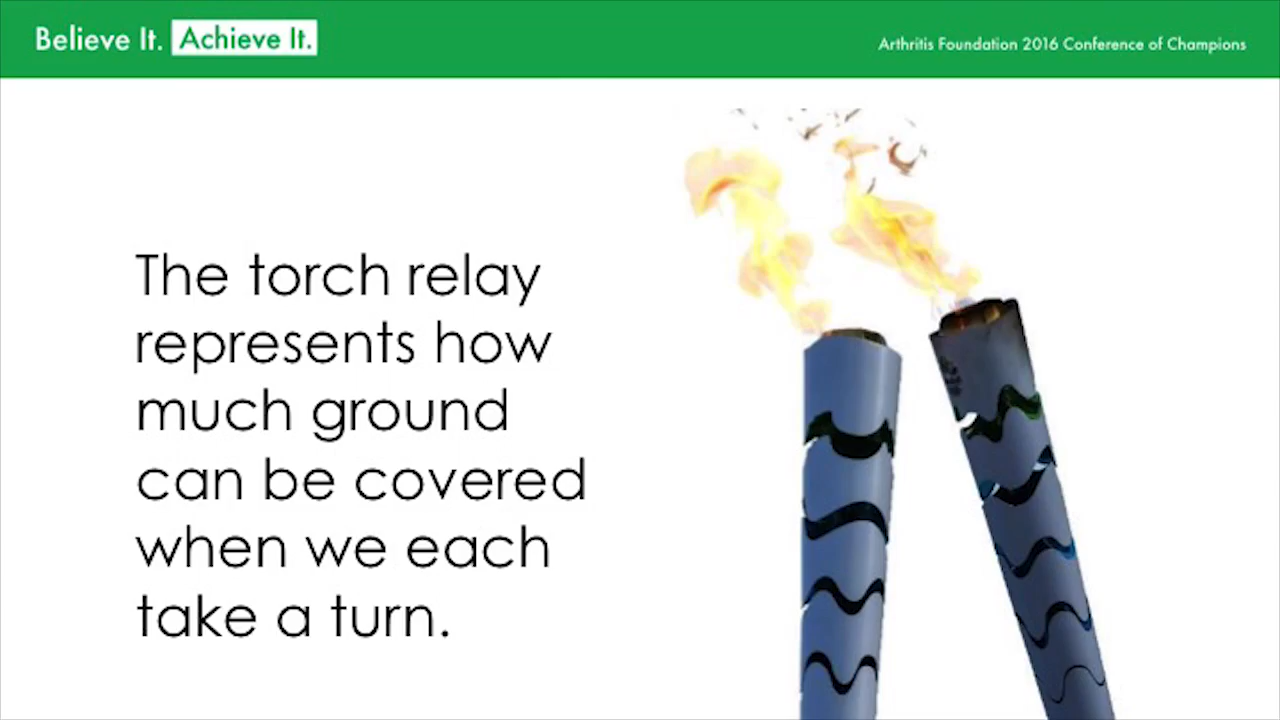 Believe It. Achieve It.
Arthritis Foundation 2016 Conference of Champions
The torch relay
represents how
much ground
can be covered
when we each
take a turn.